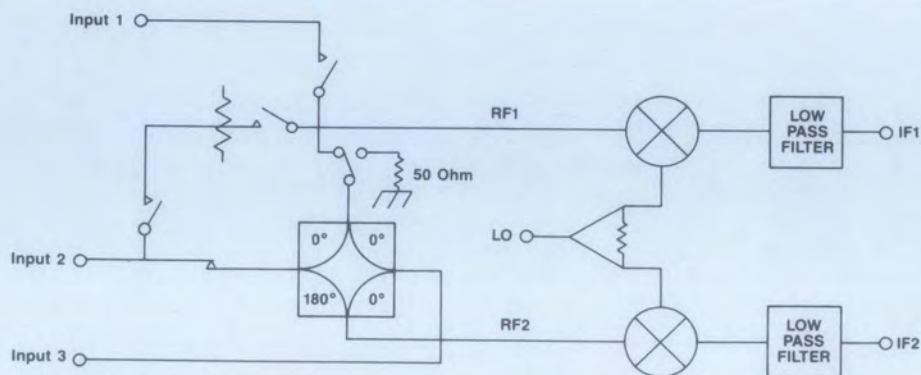 Input 1
RF1
LOW
PASS
FILTER
IF1
50 Ohm
LO
0°
0°
Input 2
180°
0°
RF2
LOW
PASS
FILTER
IF2
Input 3